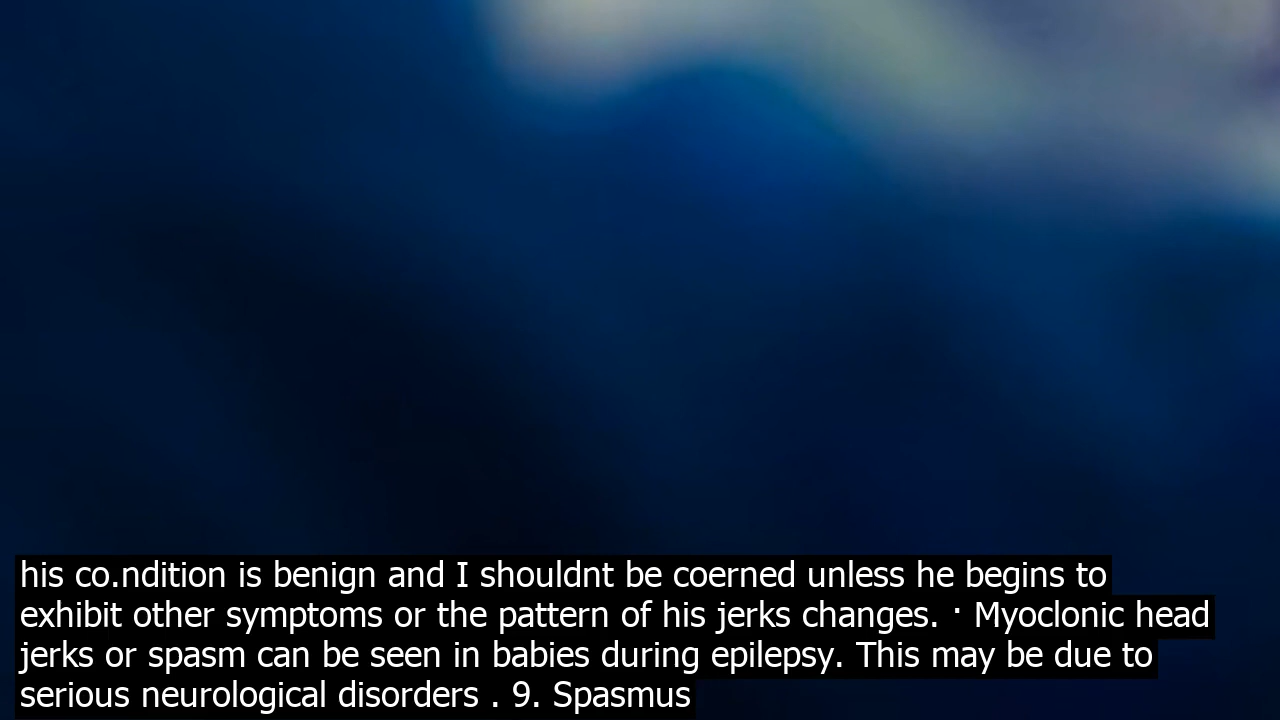 his co.ndition is benign and I shouldnt be coerned unless he begins to
exhibit other symptoms or the pattern of his jerks changes. · Myoclonic head
jerks or spasm can be seen in babies during epilepsy. This may be due to
serious neurological disorders . 9. Spasmus